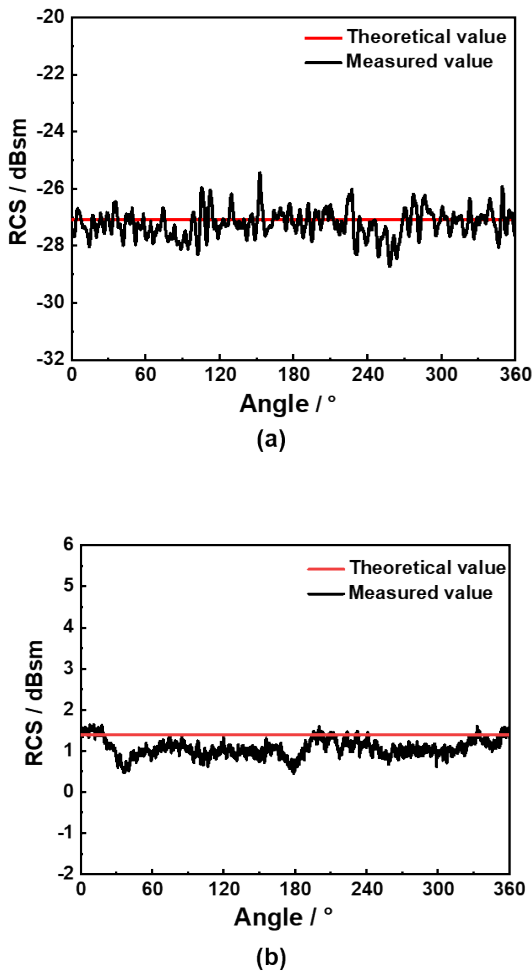 -20
Theoretical value
Measured value
-22
-24
-26
-28
-30
-32
RCS / dBsm
0 60 120 180 240 300 360
Angle / °
(a)
6
Theoretical value
Measured value
5
4
3
2
1
0
-1
-2
RCS / dBsm
0 60 120 180 240 300 360
Angle / °
(b)